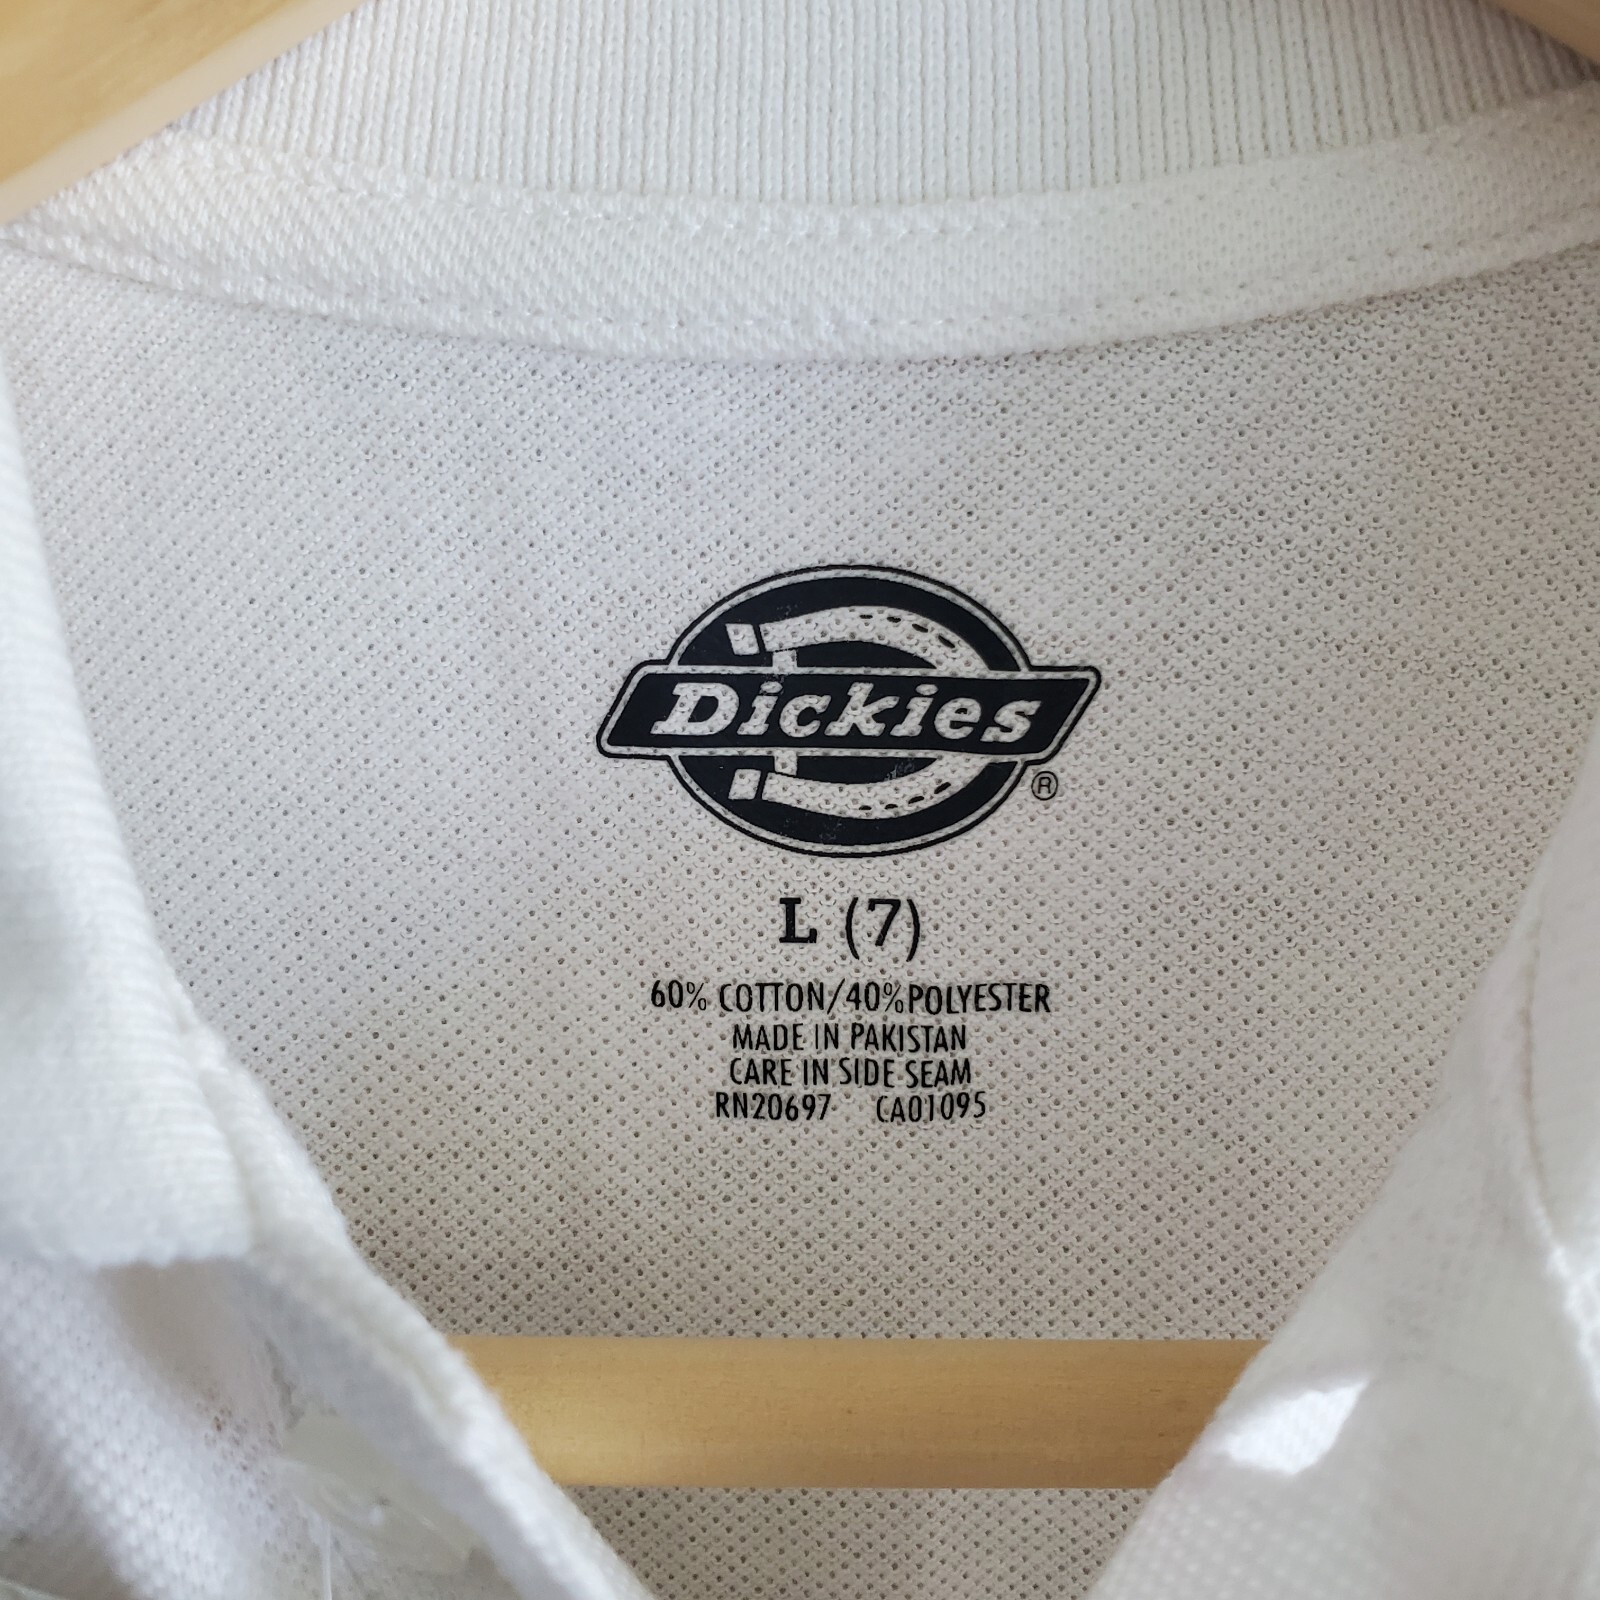 Dickies
®
L (7)
60% COTTON/40%POLYESTER
MADE IN PAKISTAN
CARE IN SIDE SEAM
RN20697 CA01095